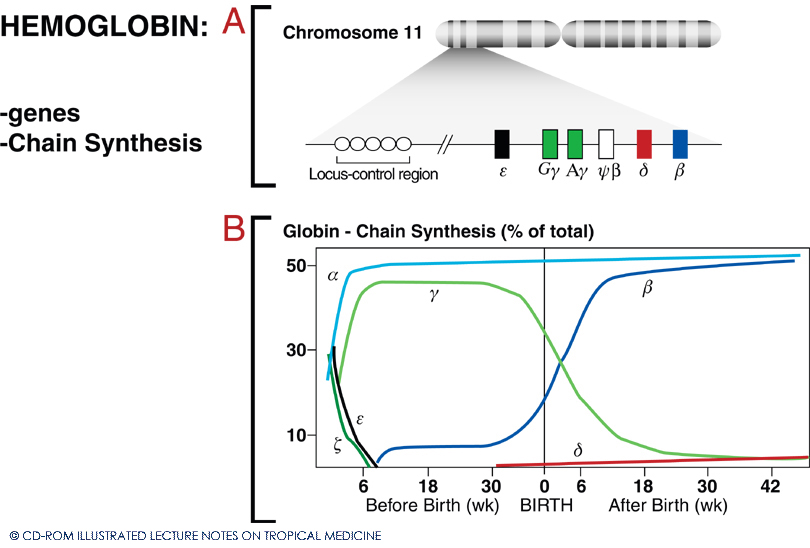 HEMOGLOBIN:
-genes
-Chain Synthesis
A
Chromosome 11
Locus-control region
ε Gγ Aγ ψβ δ β
B
Globin - Chain Synthesis (% of total)
50
30
10
α
γ
β
ε
ζ
δ
6 18 30 0 6 18 30 42
Before Birth (wk) BIRTH After Birth (wk)
© CD-ROM ILLUSTRATED LECTURE NOTES ON TROPICAL MEDICINE